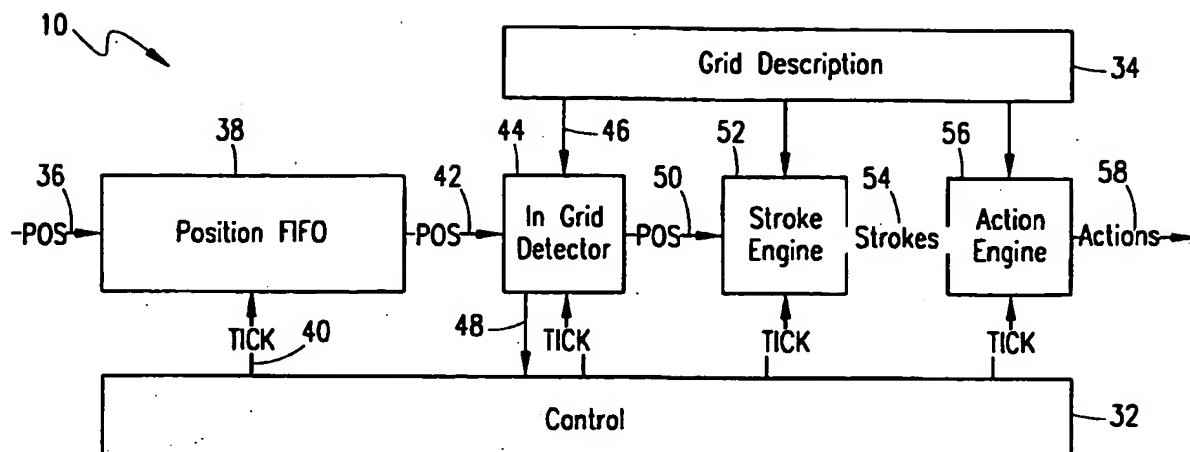 10
Grid Description
34
38
44
46
52
56
36
42
50
54
58
POS
Position FIFO
POS
In Grid
Detector
POS
Stroke
Engine
Strokes
Action
Engine
Actions
TICK
40
48
TICK
TICK
TICK
Control
32